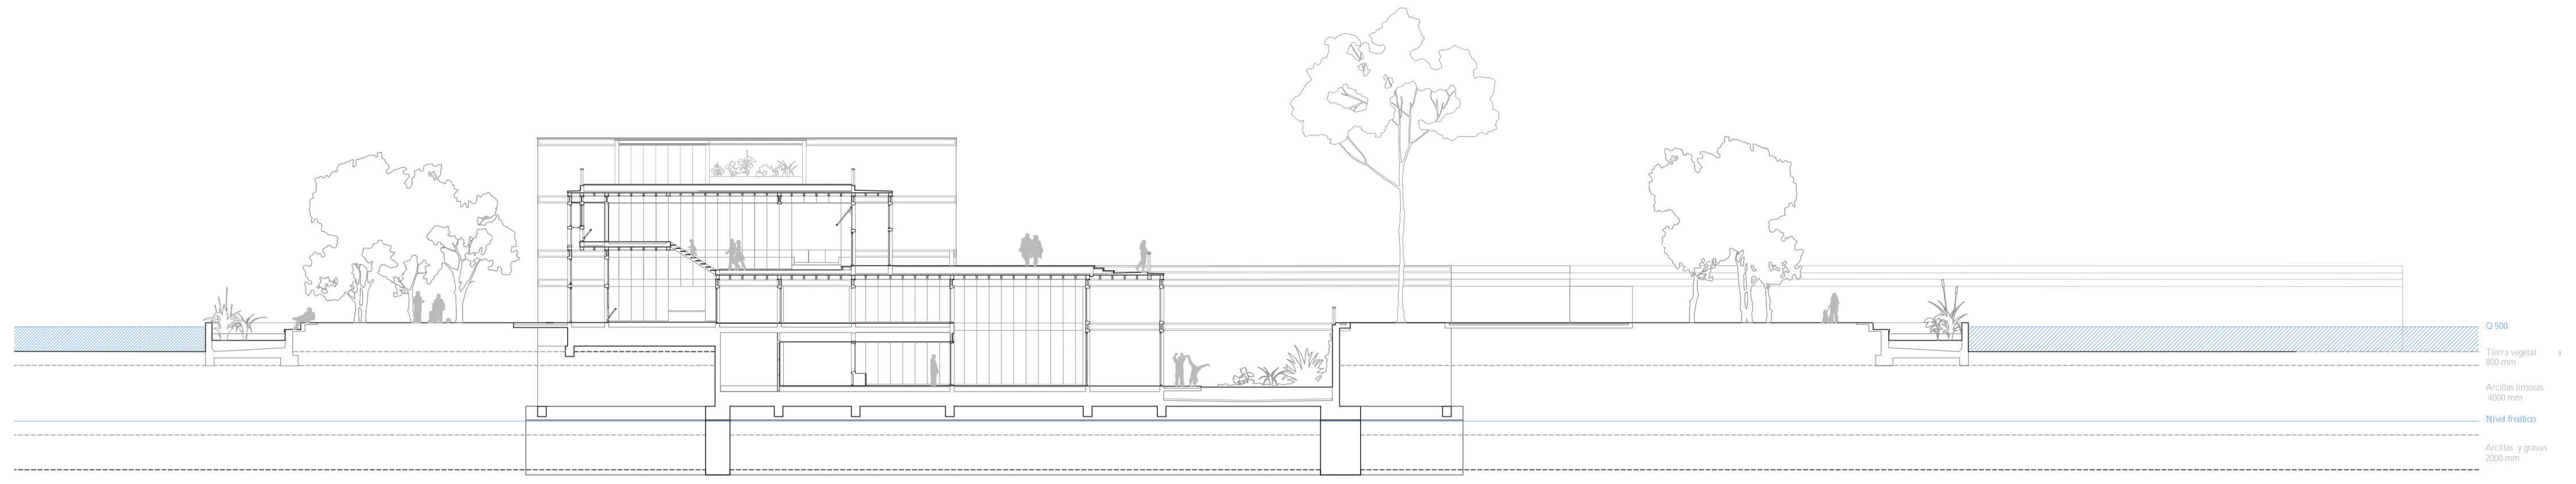 Q 500
Tierra vegetal
800 mm
Arcillas limosas
4000 mm
Nivel freático
Arcillas y gravas
2000 mm